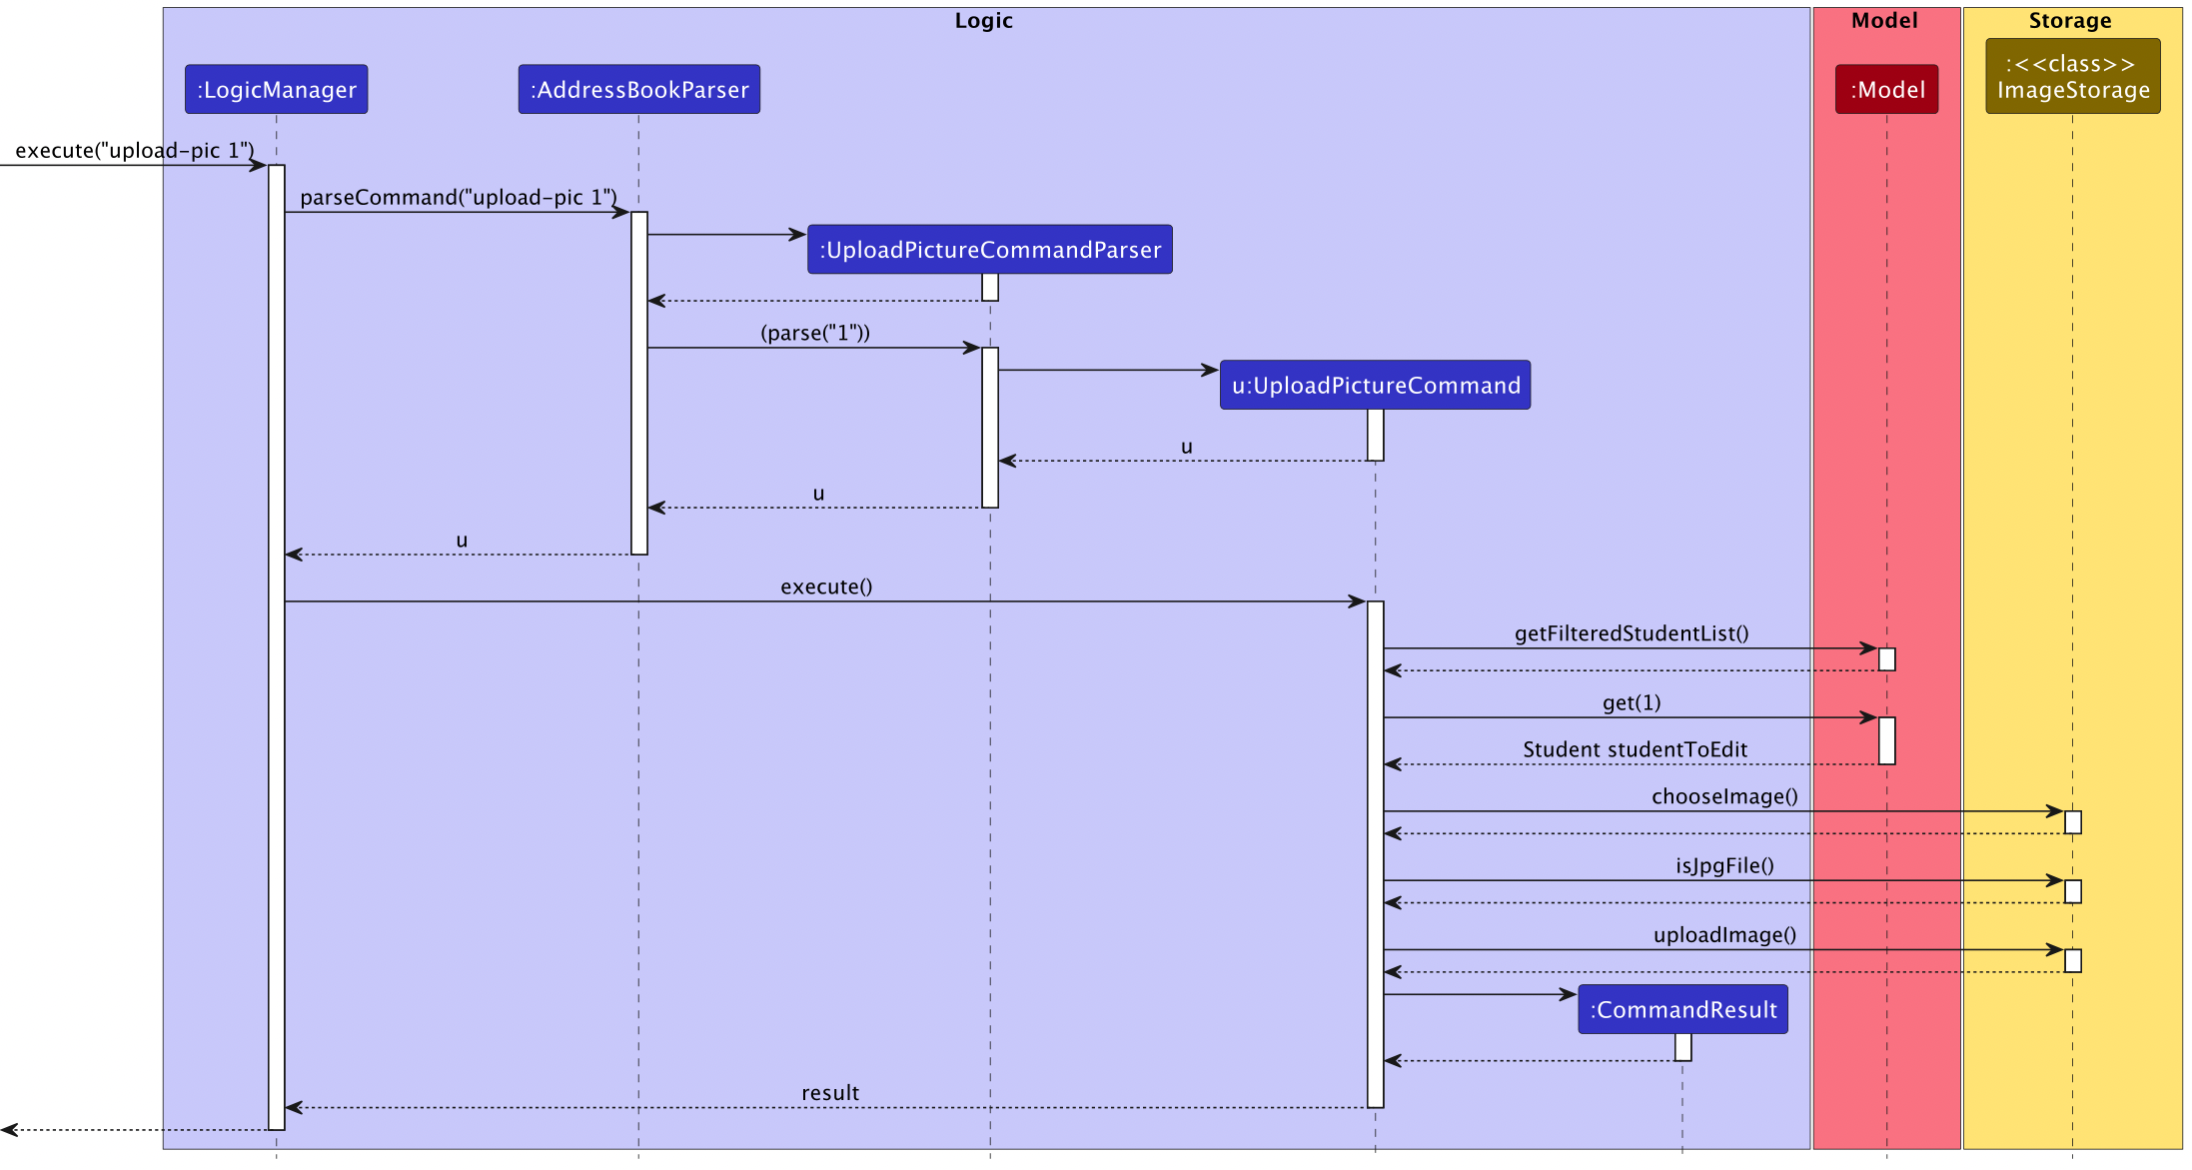 Logic
Model
Storage
:LogicManager
:AddressBookParser
:Model
:<<class>>
ImageStorage
execute("upload-pic 1")
parseCommand("upload-pic 1")
:UploadPictureCommandParser
(parse("1"))
u:UploadPictureCommand
u
u
u
execute()
getFilteredStudentList()
get(1)
Student studentToEdit
chooseImage()
isJpgFile()
uploadImage()
:CommandResult
result